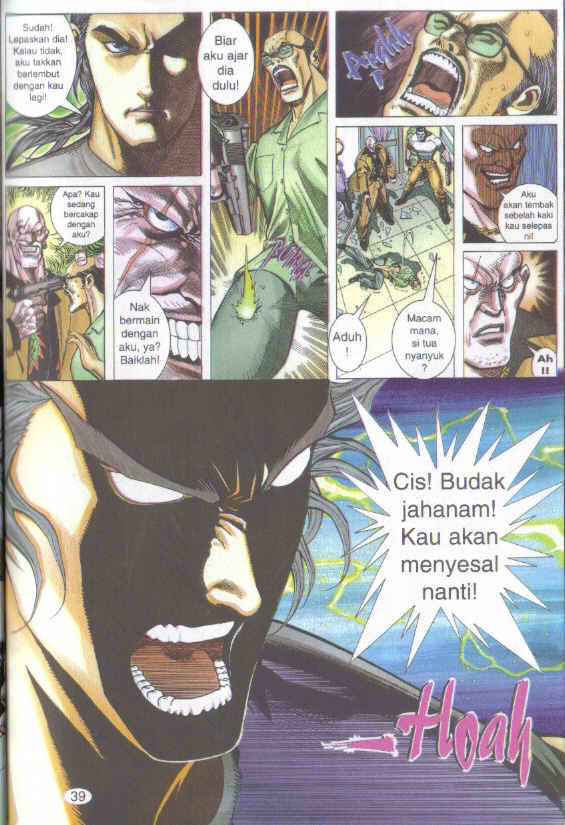 Sudah!
Lepaskan dia!
Kalau tidak,
aku takkan
berlembut
dengan kau
lagi!
Apa? Kau
sedang
bercakap
dengan
aku?
Nak
bermain
dengan
aku, ya?
Baiklah!
Biar
aku ajar
dia
dulu!
Aku
akan tembak
sebelah kaki
kau selepas
ni!
Aduh
!
Macam
mana,
si tua
nyanyuk
?
Ah
!!
Cis! Budak
jahanam!
Kau akan
menyesal
nanti!
Hoah
39